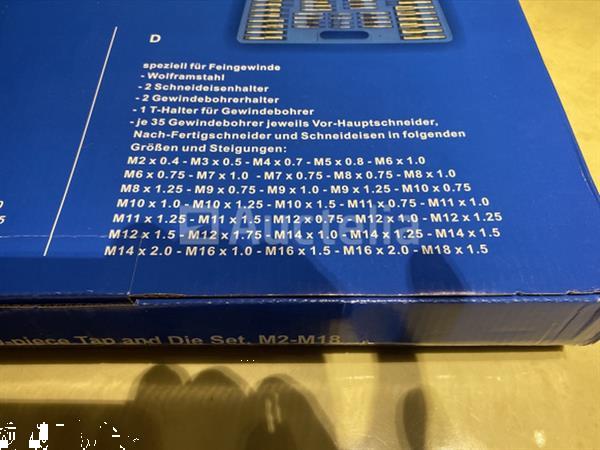 D
speziell für Feingewinde
- Wolframstahl
- 2 Schneideisenhalter
- 2 Gewindebohrerhalter
- 1 T-Halter für Gewindebohrer
- je 35 Gewindebohrer jeweils Vor-Hauptschneider,
Nach-Fertigschneider und Schneideisen in folgenden
Größen und Steigungen:
M2 x 0.4 - M3 x 0.5 - M4 x 0.7 - M5 x 0.8 - M6 x 1.0
M6 x 0.75 - M7 x 1.0 - M7 x 0.75 - M8 x 0.75 - M8 x 1.0
M8 x 1.25 - M9 x 0.75 - M9 x 1.0 - M9 x 1.25 - M10 x 0.75
M10 x 1.0 - M10 x 1.25 - M10 x 1.5 - M11 x 0.75 - M11 x 1.0
M11 x 1.25 - M11 x 1.5 - M12 x 0.75 - M12 x 1.0 - M12 x 1.25
M12 x 1.5 - M12 x 1.75 - M14 x 1.0 - M14 x 1.25 - M14 x 1.5
M14 x 2.0 - M16 x 1.0 - M16 x 1.5 - M16 x 2.0 - M18 x 1.5
Auctelia
-piece Tap and Die Set, M2-M18